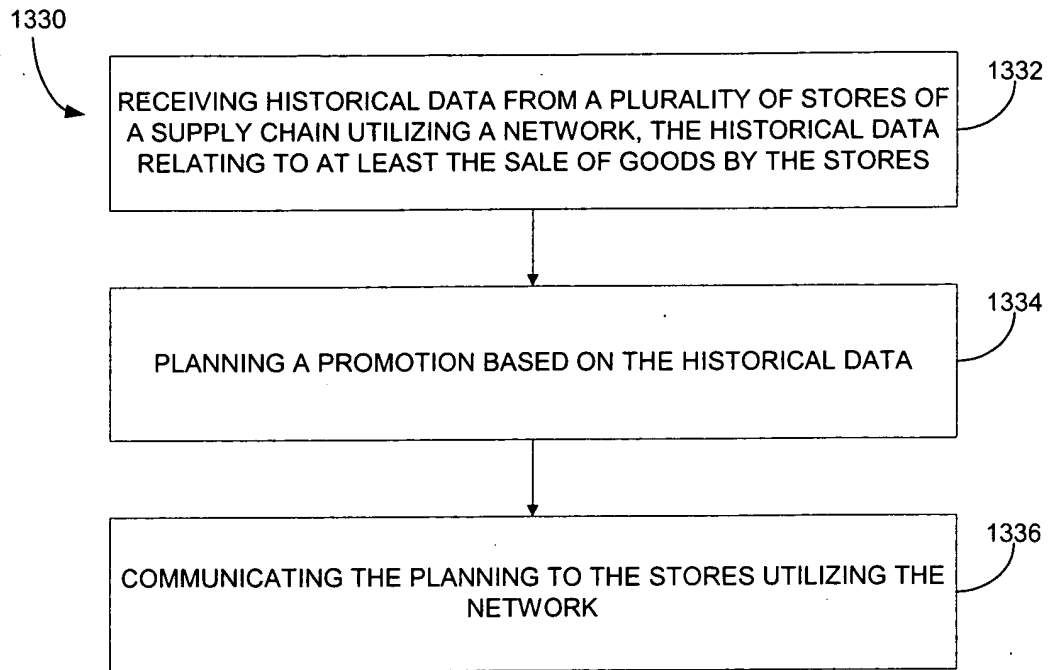 1330
1332
RECEIVING HISTORICAL DATA FROM A PLURALITY OF STORES OF
A SUPPLY CHAIN UTILIZING A NETWORK, THE HISTORICAL DATA
RELATING TO AT LEAST THE SALE OF GOODS BY THE STORES
1334
PLANNING A PROMOTION BASED ON THE HISTORICAL DATA
1336
COMMUNICATING THE PLANNING TO THE STORES UTILIZING THE
NETWORK